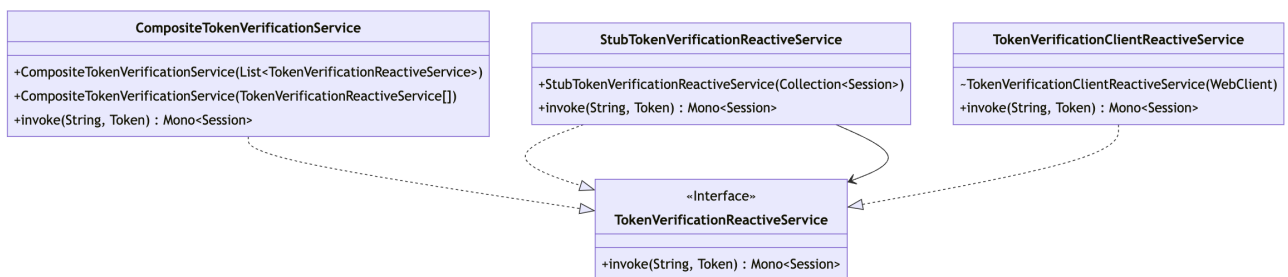 CompositeTokenVerificationService
+CompositeTokenVerificationService(List<TokenVerificationReactiveService>)
+CompositeTokenVerificationService(TokenVerificationReactiveService[])
+invoke(String, Token) : Mono<Session>
StubTokenVerificationReactiveService
+StubTokenVerificationReactiveService(Collection<Session>)
+invoke(String, Token) : Mono<Session>
TokenVerificationClientReactiveService
~TokenVerificationClientReactiveService(WebClient)
+invoke(String, Token) : Mono<Session>
«Interface»
TokenVerificationReactiveService
+invoke(String, Token) : Mono<Session>